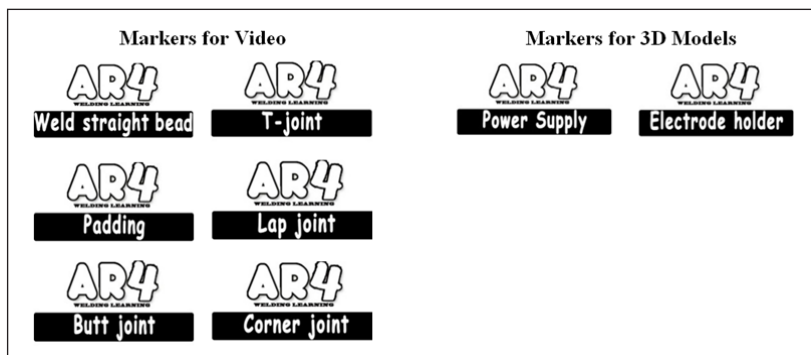 Markers for Video
AR4
WELDING LEARNING
Weld straight bead
AR4
WELDING LEARNING
T-joint
AR4
WELDING LEARNING
Padding
AR4
WELDING LEARNING
Lap joint
AR4
WELDING LEARNING
Butt joint
AR4
WELDING LEARNING
Corner joint
Markers for 3D Models
AR4
WELDING LEARNING
Power Supply
AR4
WELDING LEARNING
Electrode holder